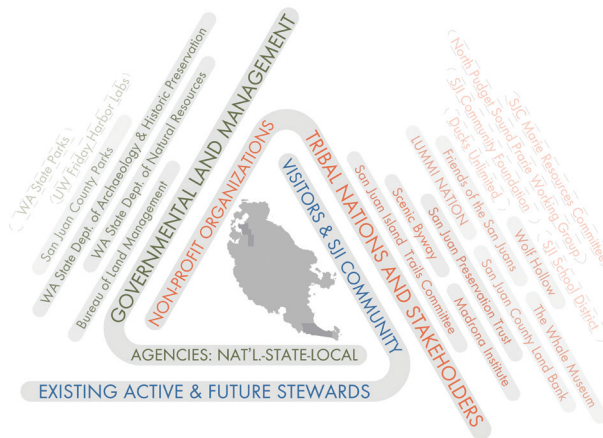 WA State Parks
UW Friday Harbor Labs
San Juan County Parks
WA State Dept. of Archaeology & Historic Preservation
WA State Dept. of Natural Resources
Bureau of Land Management
GOVERNMENTAL LAND MANAGEMENT
NON-PROFIT ORGANIZATIONS
VISITORS & SJI COMMUNITY
TRIBAL NATIONS AND STAKEHOLDERS
San Juan Island Trails Committee
Scenic Byway
Madrona Institute
San Juan Preservation Trust
LUMMI NATION
San Juan County Land Bank
Friends of the San Juans
The Whale Museum
Wolf Hollow
Ducks Unlimited
SJI Community Foundation
SJI School District
North Pudget Sound Prarie Working Group
SJC Marine Resources Committee
AGENCIES: NAT'L.-STATE-LOCAL
EXISTING ACTIVE & FUTURE STEWARDS